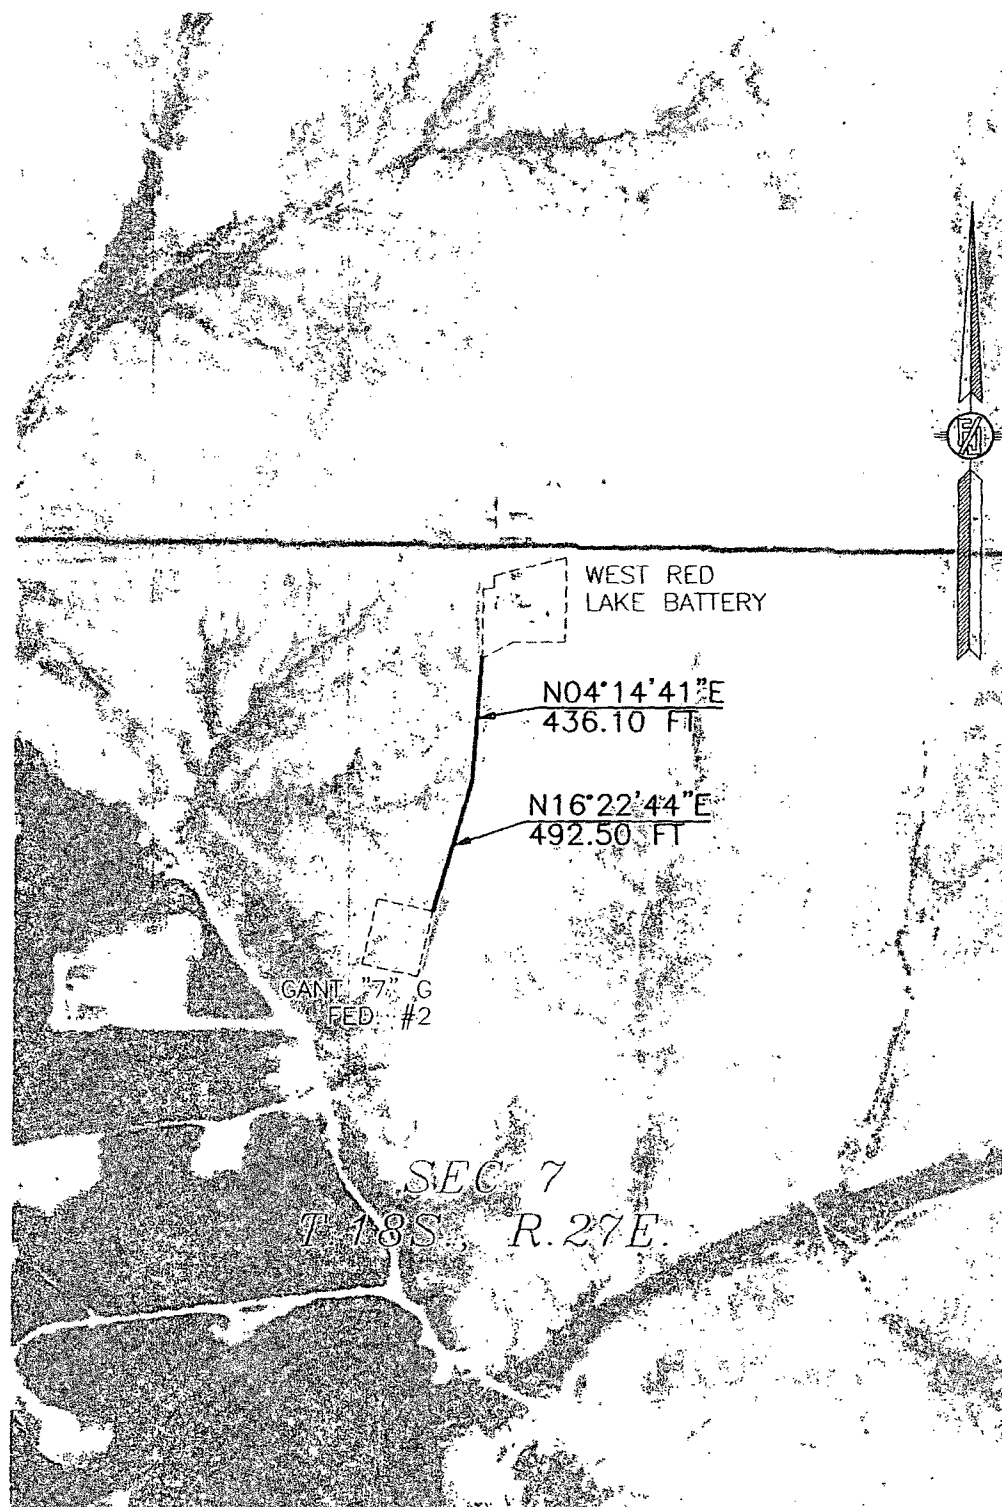 WEST RED
LAKE BATTERY
N04°14'41"E
436.10 FT
N16°22'44"E
492.50 FT
GANT "7" G
FED #2
SEC 7
T.18S., R.27E.